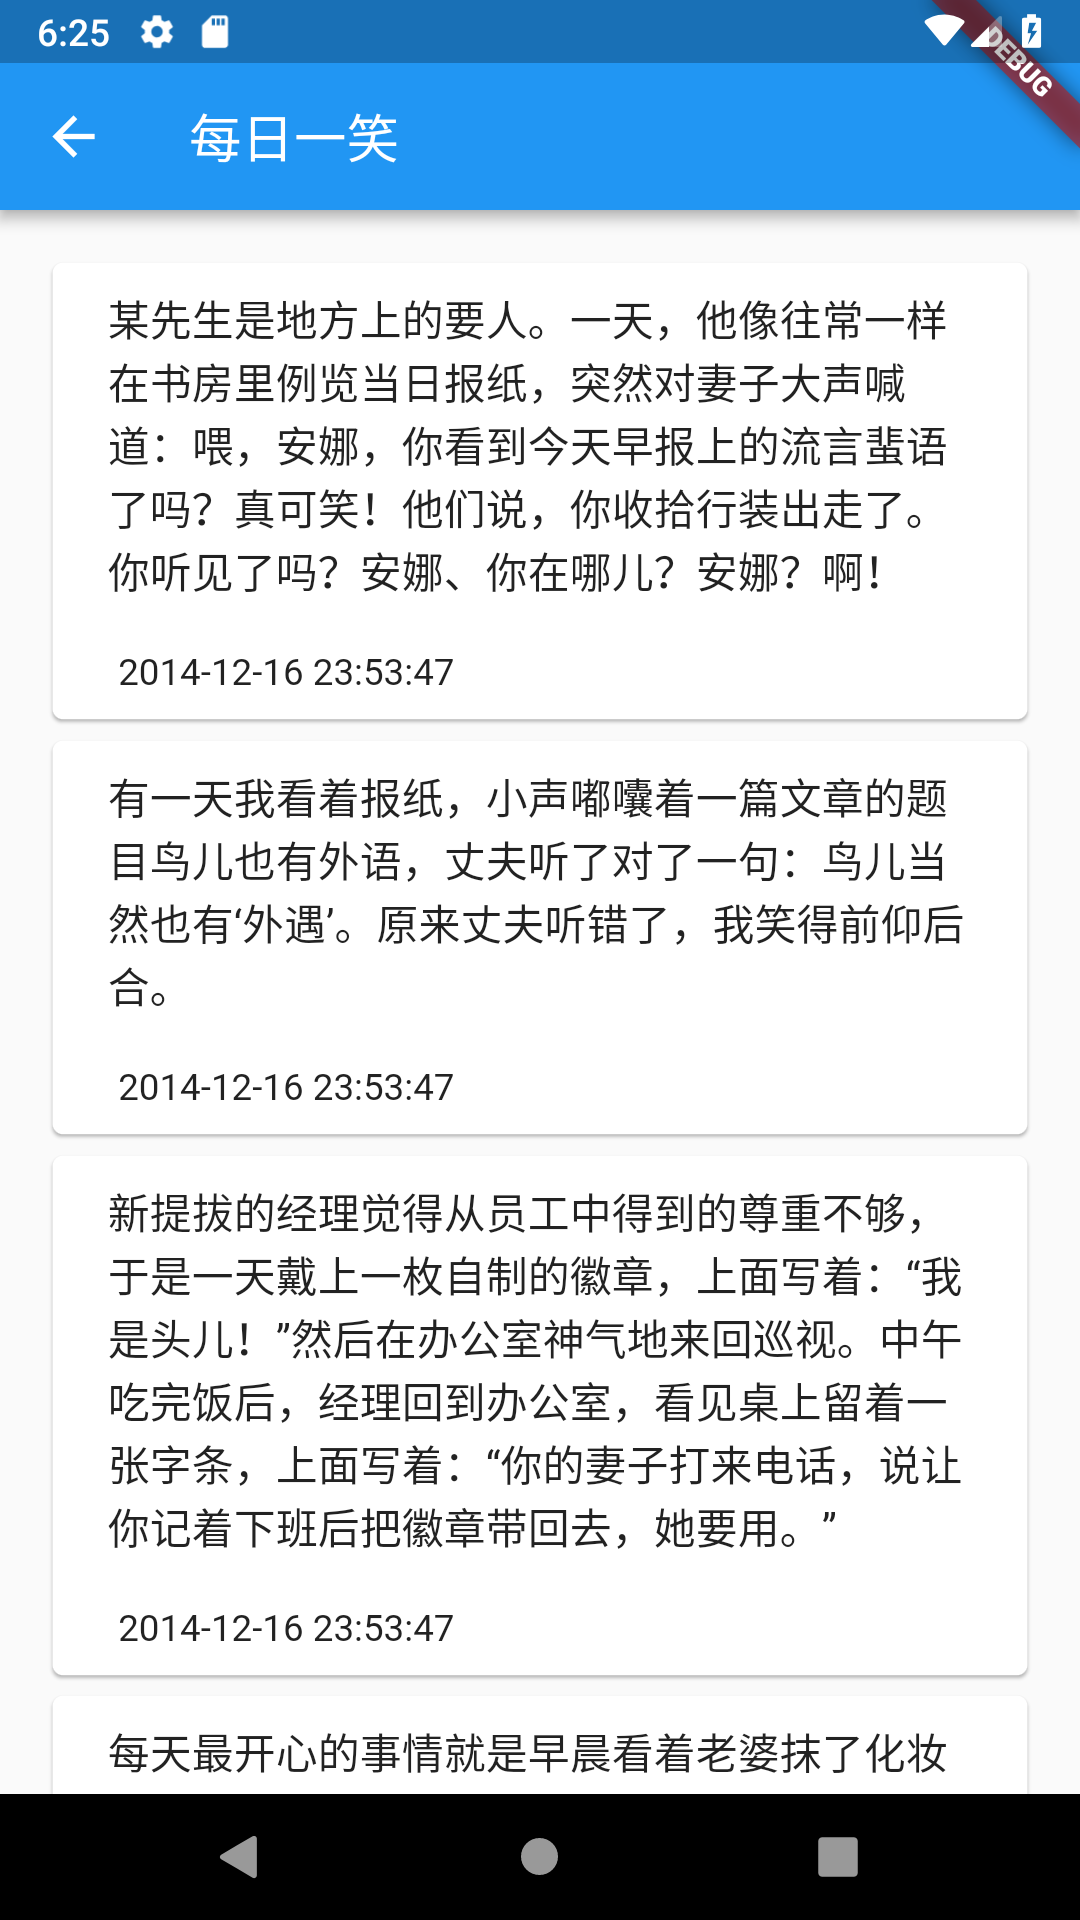 6:25
DEBUG
每日一笑
某先生是地方上的要人。一天，他像往常一样
在书房里例览当日报纸，突然对妻子大声喊
道：喂，安娜，你看到今天早报上的流言蜚语
了吗？真可笑！他们说，你收拾行装出走了。
你听见了吗？安娜、你在哪儿？安娜？啊！
2014-12-16 23:53:47
有一天我看着报纸，小声嘟囔着一篇文章的题
目鸟儿也有外语，丈夫听了对了一句：鸟儿当
然也有‘外遇’。原来丈夫听错了，我笑得前仰后
合。
2014-12-16 23:53:47
新提拔的经理觉得从员工中得到的尊重不够，
于是一天戴上一枚自制的徽章，上面写着：“我
是头儿！”然后在办公室神气地来回巡视。中午
吃完饭后，经理回到办公室，看见桌上留着一
张字条，上面写着：“你的妻子打来电话，说让
你记着下班后把徽章带回去，她要用。”
2014-12-16 23:53:47
每天最开心的事情就是早晨看着老婆抹了化妆